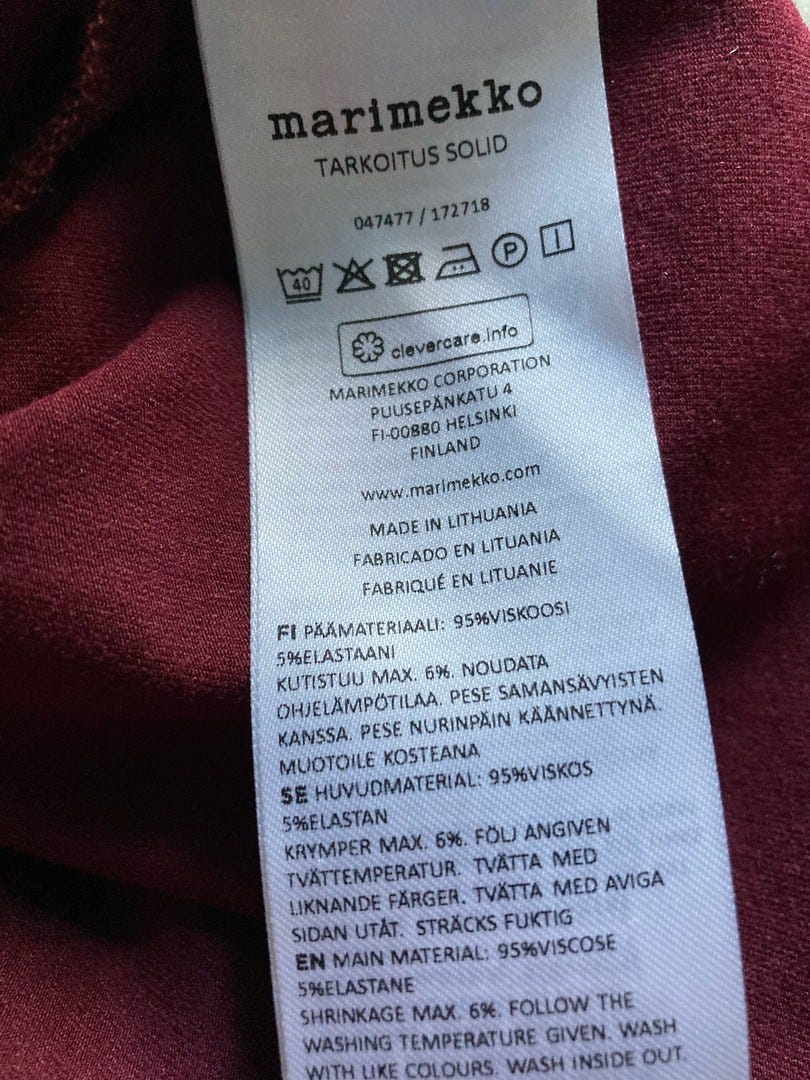 marimekko
TARKOITUS SOLID
047477 / 172718
40 P
clevercare.info
MARIMEKKO CORPORATION
PUUSEPÄNKATU 4
FI-00880 HELSINKI
FINLAND
www.marimekko.com
MADE IN LITHUANIA
FABRICADO EN LITUANIA
FABRIQUÉ EN LITUANIE
FI PÄÄMATERIAALI: 95%VISKOOSI
5%ELASTAANI
KUTISTUU MAX. 6%. NOUDATA
OHJELÄMPÖTILAA. PESE SAMANSÄVYISTEN
KANSSA. PESE NURINPÄIN KÄÄNNETTYNÄ.
MUOTOILE KOSTEANA
SE HUVUDMATERIAL: 95%VISKOS
5%ELASTAN
KRYMPER MAX. 6%. FÖLJ ANGIVEN
TVÄTTEMPERATUR. TVÄTTA MED
LIKNANDE FÄRGER. TVÄTTA MED AVIGA
SIDAN UTÅT. STRÄCKS FUKTIG
EN MAIN MATERIAL: 95%VISCOSE
5%ELASTANE
SHRINKAGE MAX. 6%. FOLLOW THE
WASHING TEMPERATURE GIVEN. WASH
WITH LIKE COLOURS. WASH INSIDE OUT.